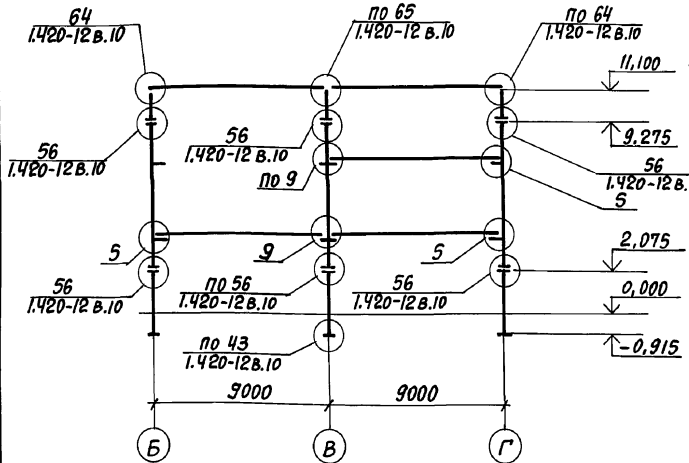 64
1.420-12 в.10
по 65
1.420-12 в.10
по 64
1.420-12 в.10
11,100
56
1.420-12 в.10
56
1.420-12 в.10
9,275
56
1.420-12 в.
по 9
5
5
9
5
2,075
56
1.420-12 в.10
по 56
1.420-12 в.10
56
1.420-12 в.10
0,000
по 43
1.420-12 в.10
-0,915
9000
9000
Б
В
Г